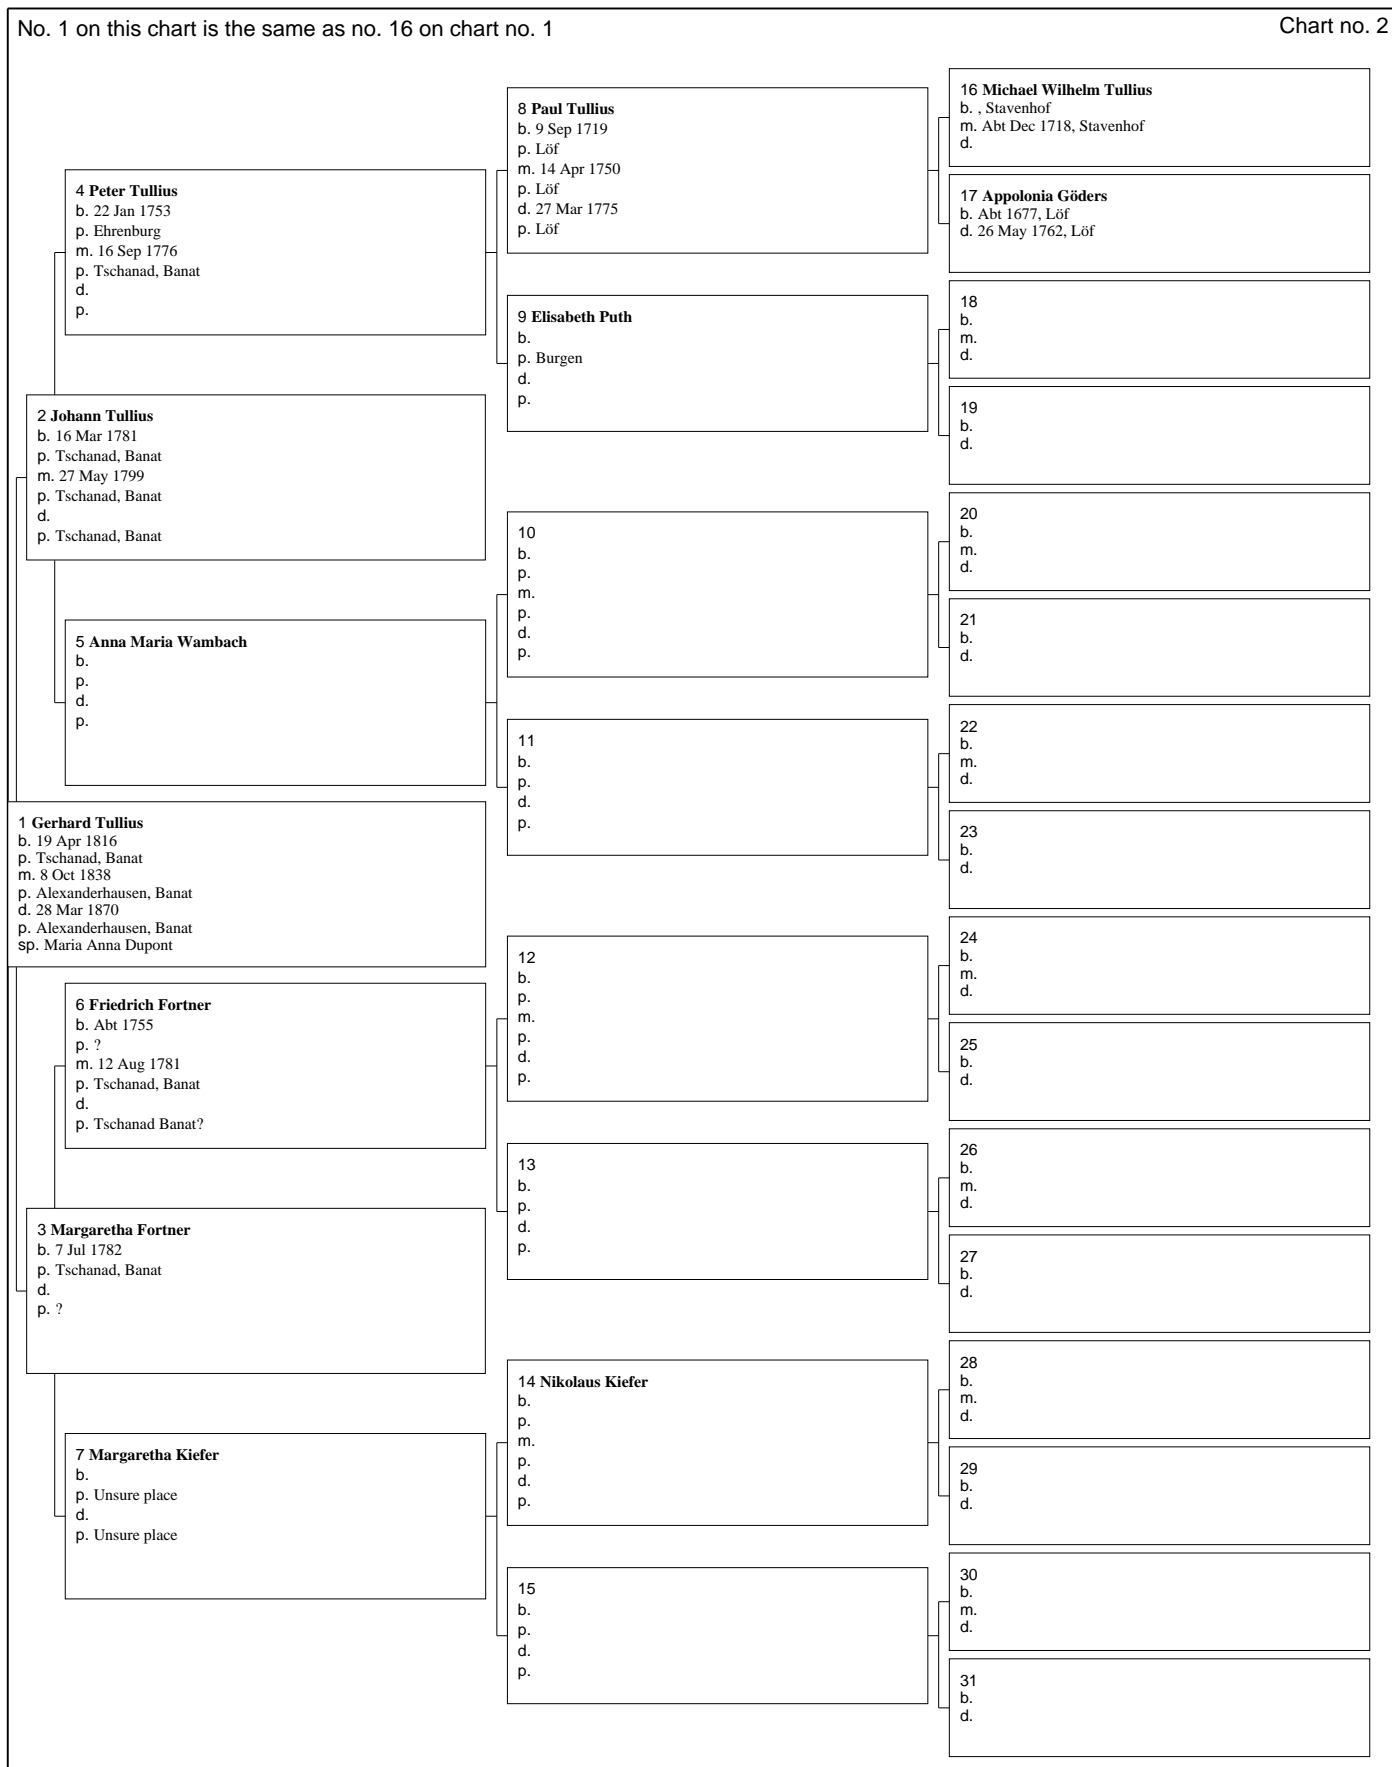 No. 1 on this chart is the same as no. 16 on chart no. 1
Chart no. 2
1 Gerhard Tullius
b. 19 Apr 1816
p. Tschanad, Banat
m. 8 Oct 1838
p. Alexanderhausen, Banat
d. 28 Mar 1870
p. Alexanderhausen, Banat
sp. Maria Anna Dupont
2 Johann Tullius
b. 16 Mar 1781
p. Tschanad, Banat
m. 27 May 1799
p. Tschanad, Banat
d.
p. Tschanad, Banat
3 Margaretha Fortner
b. 7 Jul 1782
p. Tschanad, Banat
d.
p. ?
4 Peter Tullius
b. 22 Jan 1753
p. Ehrenburg
m. 16 Sep 1776
p. Tschanad, Banat
d.
p.
5 Anna Maria Wambach
b.
p.
d.
p.
6 Friedrich Fortner
b. Abt 1755
p. ?
m. 12 Aug 1781
p. Tschanad, Banat
d.
p. Tschanad Banat?
7 Margaretha Kiefer
b.
p. Unsure place
d.
p. Unsure place
8 Paul Tullius
b. 9 Sep 1719
p. Löf
m. 14 Apr 1750
p. Löf
d. 27 Mar 1775
p. Löf
9 Elisabeth Puth
b.
p. Burgen
d.
p.
10
b.
p.
m.
p.
d.
p.
11
b.
p.
d.
p.
12
b.
p.
m.
p.
d.
p.
13
b.
p.
d.
p.
14 Nikolaus Kiefer
b.
p.
m.
p.
d.
p.
15
b.
p.
d.
p.
16 Michael Wilhelm Tullius
b. , Stavenhof
m. Abt Dec 1718, Stavenhof
d.
17 Appolonia Göders
b. Abt 1677, Löf
d. 26 May 1762, Löf
18
b.
m.
d.
19
b.
d.
20
b.
m.
d.
21
b.
d.
22
b.
m.
d.
23
b.
d.
24
b.
m.
d.
25
b.
d.
26
b.
m.
d.
27
b.
d.
28
b.
m.
d.
29
b.
d.
30
b.
m.
d.
31
b.
d.